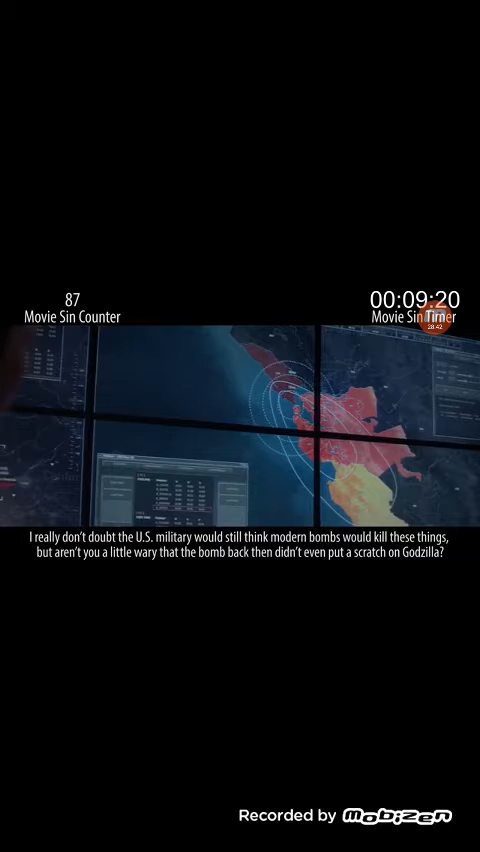 87
00:09:20
Movie Sin Counter
Movie Sin Timer
28:42
I really don't doubt the U.S. military would still think modern bombs would kill these things,
but aren't you a little wary that the bomb back then didn't even put a scratch on Godzilla?
Recorded by Mobizen